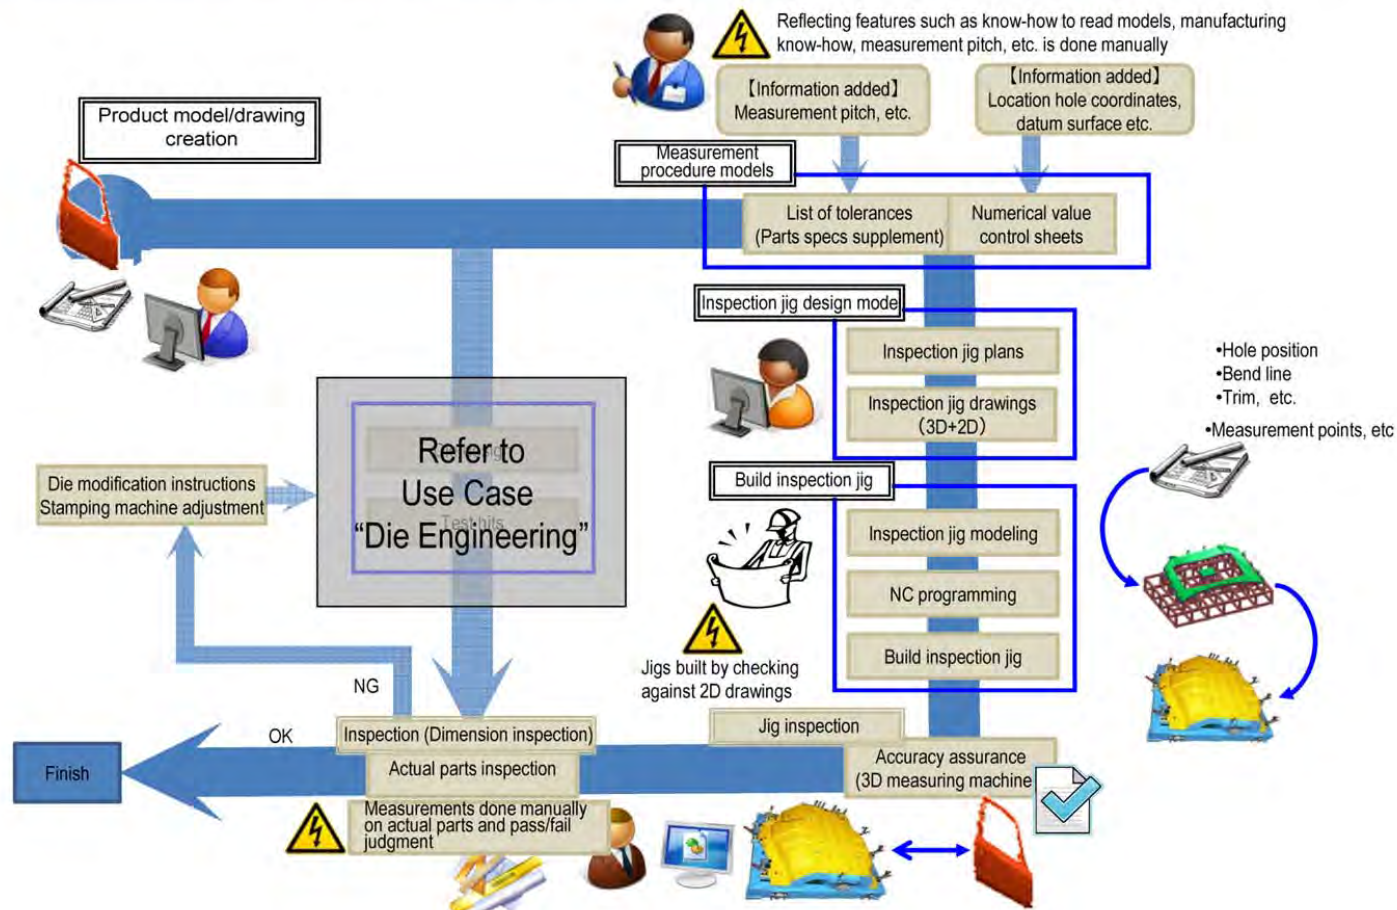 Reflecting features such as know-how to read models, manufacturing
know-how, measurement pitch, etc. is done manually
【Information added】
Measurement pitch, etc.
【Information added】
Location hole coordinates,
datum surface etc.
Product model/drawing
creation
Measurement
procedure models
List of tolerances
(Parts specs supplement)
Numerical value
control sheets
Inspection jig design mode
Inspection jig plans
Inspection jig drawings
(3D+2D)
•Hole position
•Bend line
•Trim, etc.
•Measurement points, etc
Refer to
Use Case
Test hits
“Die Engineering”
Die modification instructions
Stamping machine adjustment
Build inspection jig
Inspection jig modeling
NC programming
Build inspection jig
Jigs built by checking
against 2D drawings
NG
OK
Inspection (Dimension inspection)
Actual parts inspection
Measurements done manually
on actual parts and pass/fail
judgment
Jig inspection
Accuracy assurance
(3D measuring machine
Finish